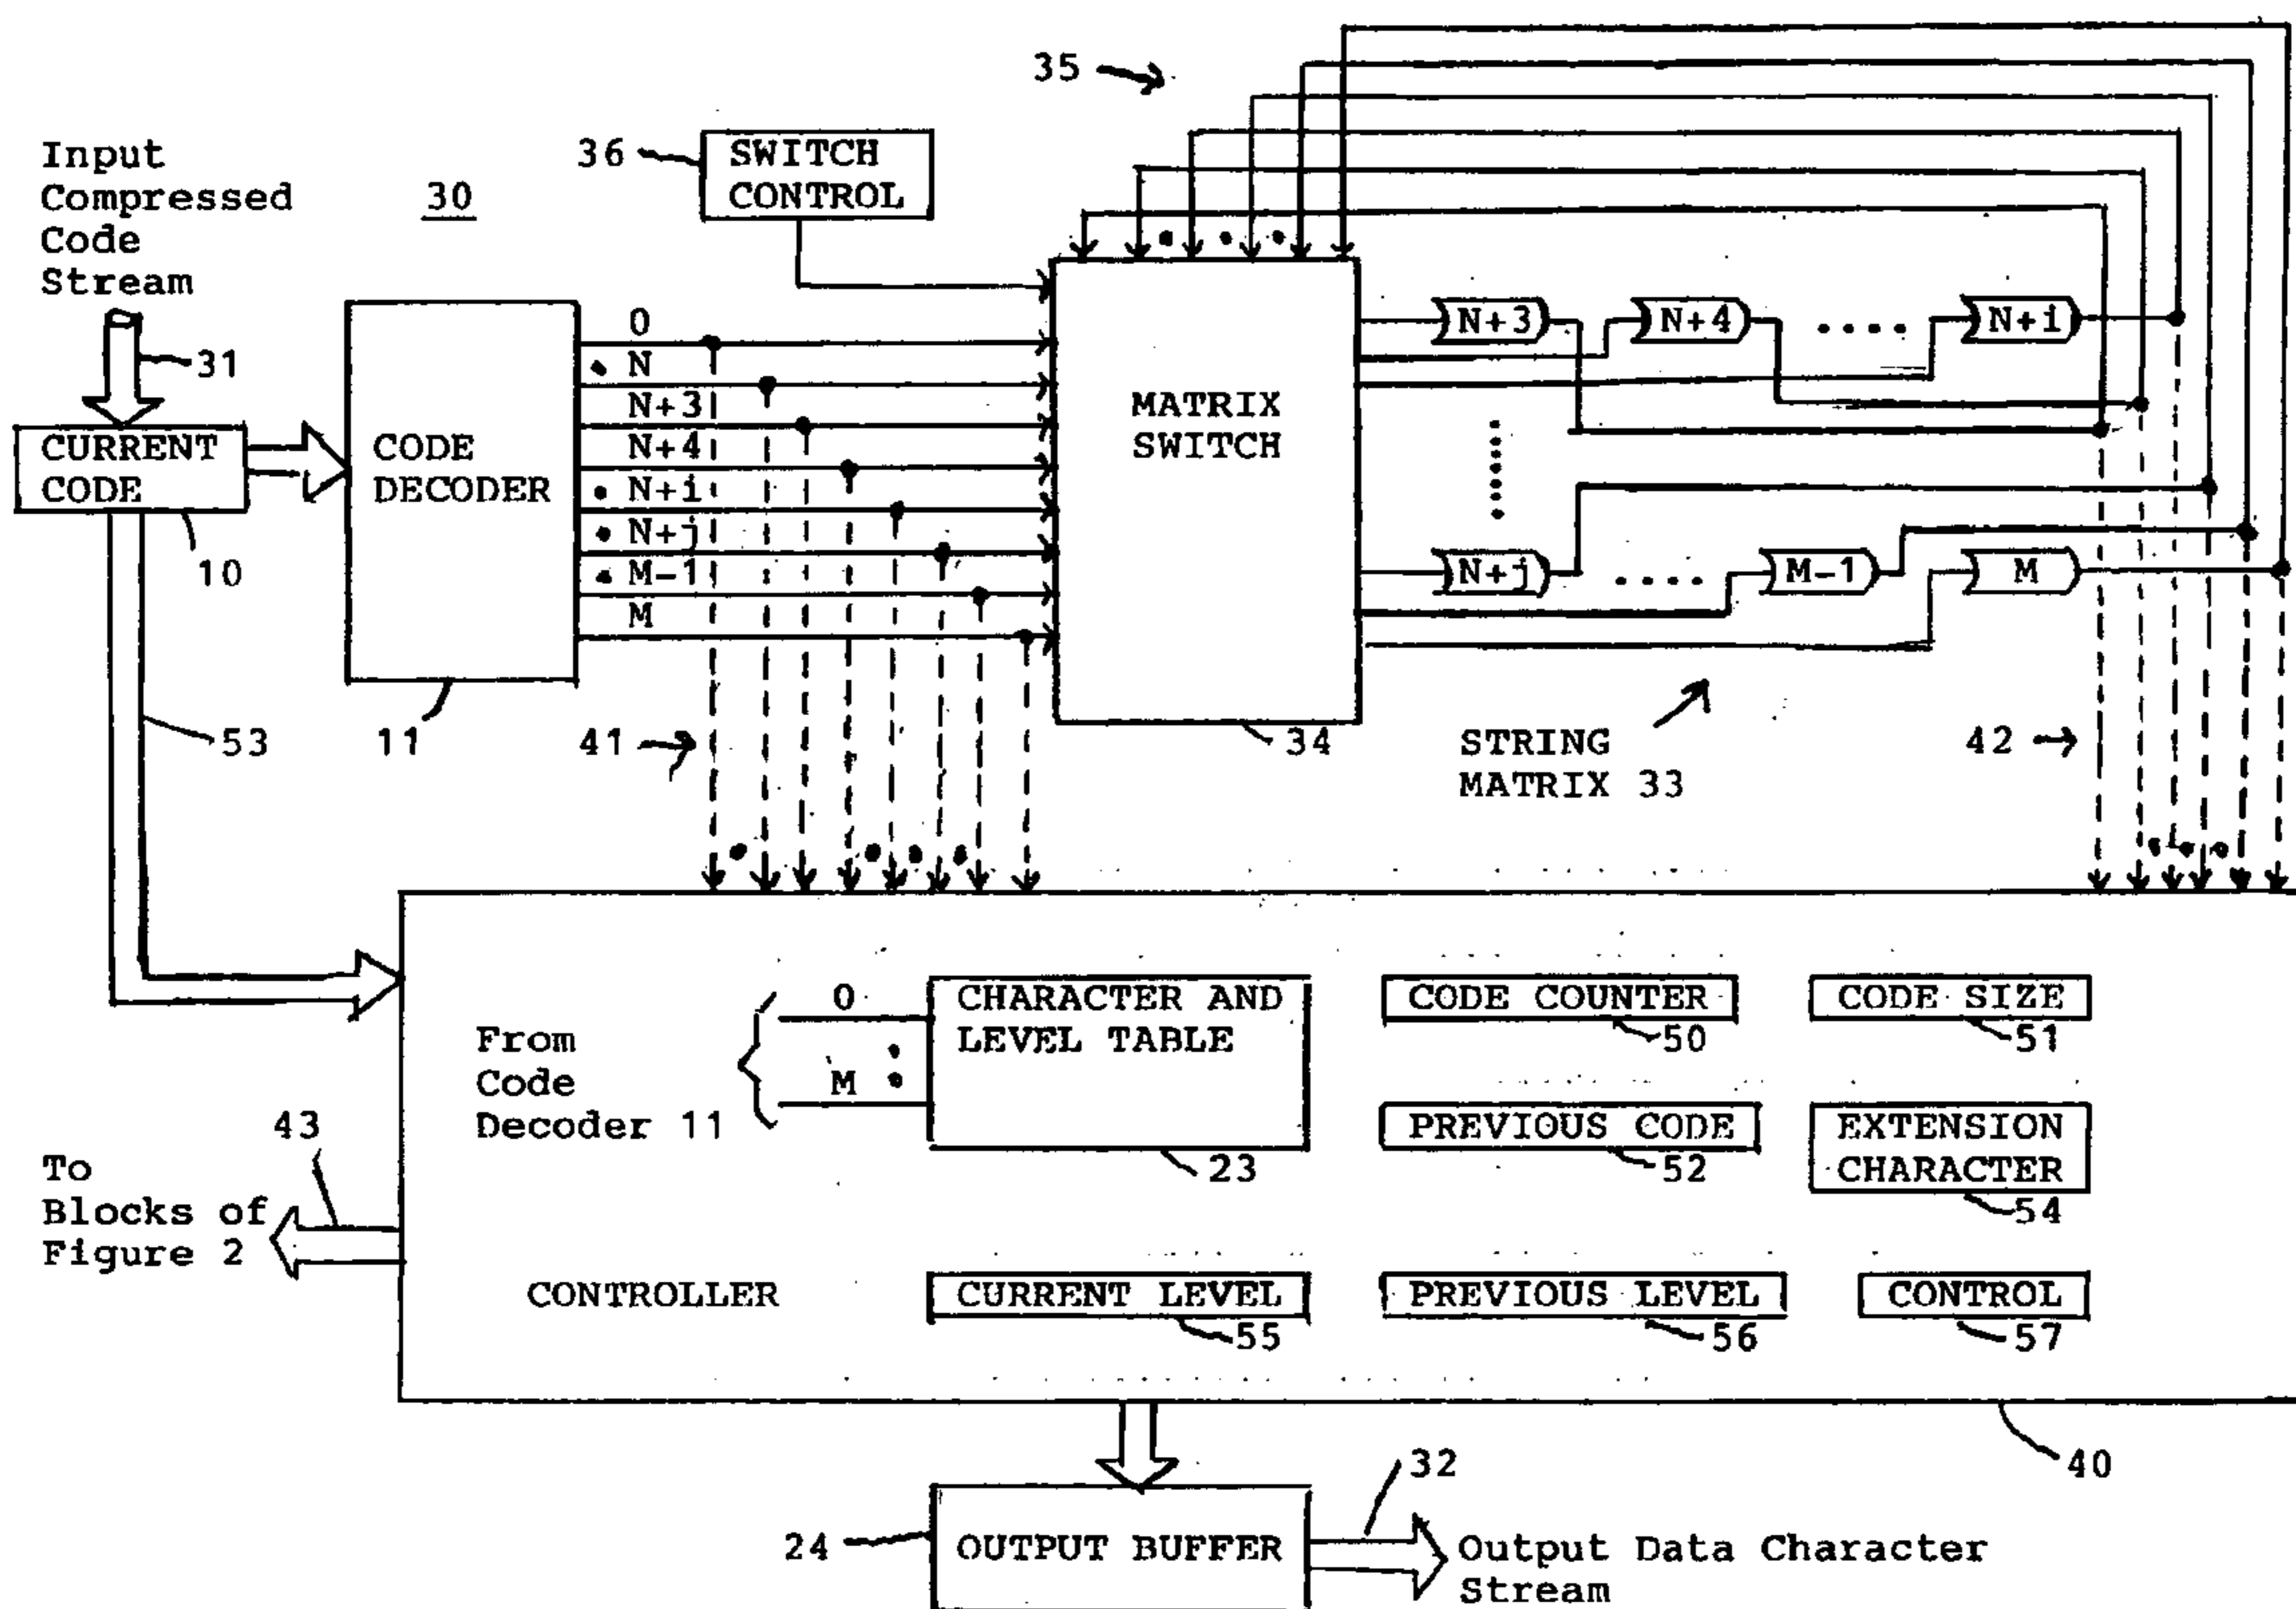 35
Input
Compressed
Code
Stream
30
36
SWITCH
CONTROL
31
0
N
N+3
N+4
N+i
N+j
M-1
M
CURRENT
CODE
10
CODE
DECODER
11
MATRIX
SWITCH
34
N+3
N+4
N+i
N+j
M-1
M
53
41
STRING
MATRIX 33
42
From
Code
Decoder 11
0
M
CHARACTER AND
LEVEL TABLE
23
CODE COUNTER
50
CODE SIZE
51
PREVIOUS CODE
52
EXTENSION
CHARACTER
54
43
To
Blocks of
Figure 2
CONTROLLER
CURRENT LEVEL
55
PREVIOUS LEVEL
56
CONTROL
57
40
24
OUTPUT BUFFER
32
Output Data Character
Stream